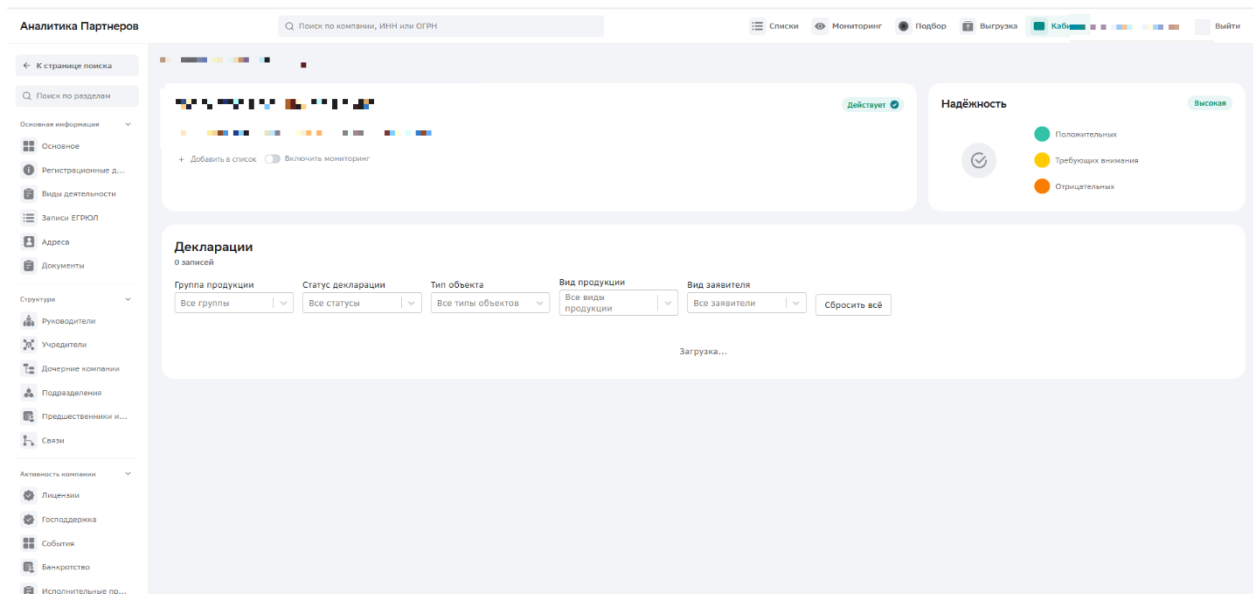 Аналитика Партнеров
Поиск по компании, ИНН или ОГРН
Списки
Мониторинг
Подбор
Выгрузка
Выйти
К странице поиска
Поиск по разделам
Основная информация
Основное
Регистрационные д...
Виды деятельности
Записи ЕГРЮЛ
Адреса
Документы
Структура
Руководители
Учредители
Дочерние компании
Подразделения
Предшественники и...
Связи
Активность компании
Лицензии
Господдержка
События
Банкротство
Исполнительные пр...
Действует
+ Добавить в список
Включить мониторинг
Надёжность
Высокая
Положительных
Требующих внимания
Отрицательных
Декларации
0 записей
Группа продукции
Все группы
Статус декларации
Все статусы
Тип объекта
Все типы объектов
Вид продукции
Все виды
продукции
Вид заявителя
Все заявители
Сбросить всё
Загрузка...